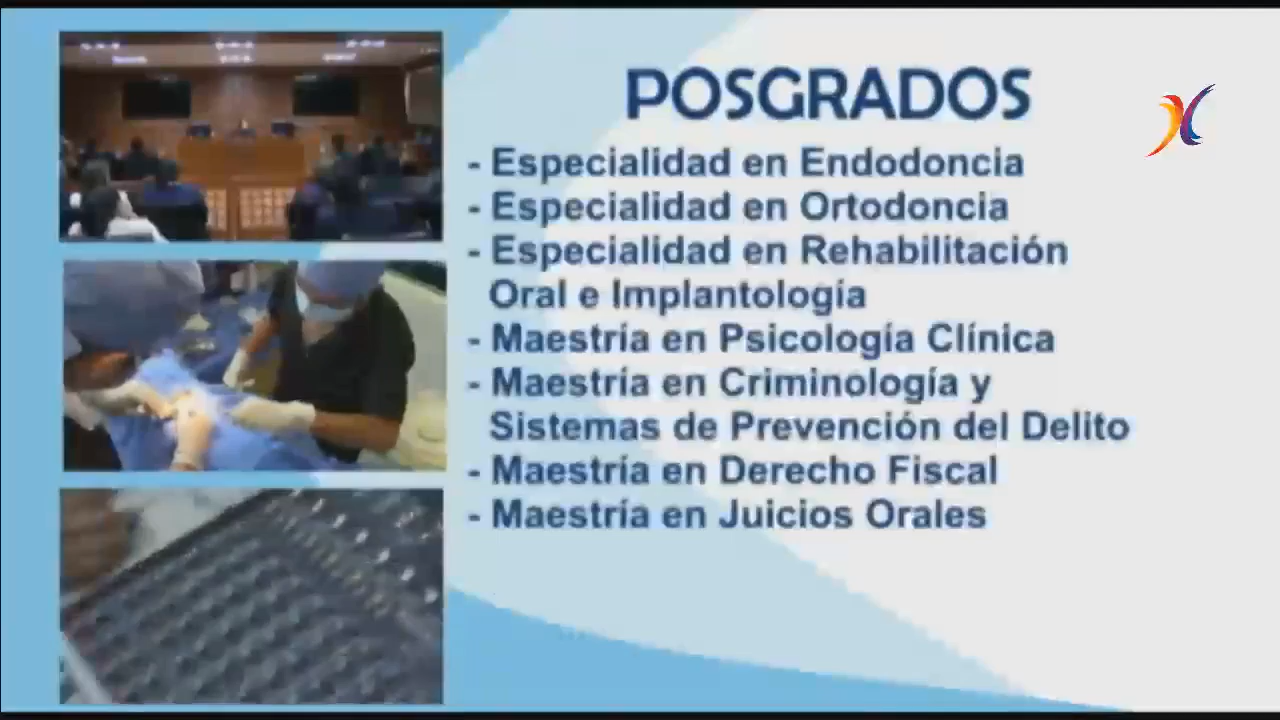 POSGRADOS
- Especialidad en Endodoncia
- Especialidad en Ortodoncia
- Especialidad en Rehabilitación
Oral e Implantología
- Maestría en Psicología Clínica
- Maestría en Criminología y
Sistemas de Prevención del Delito
- Maestría en Derecho Fiscal
- Maestría en Juicios Orales